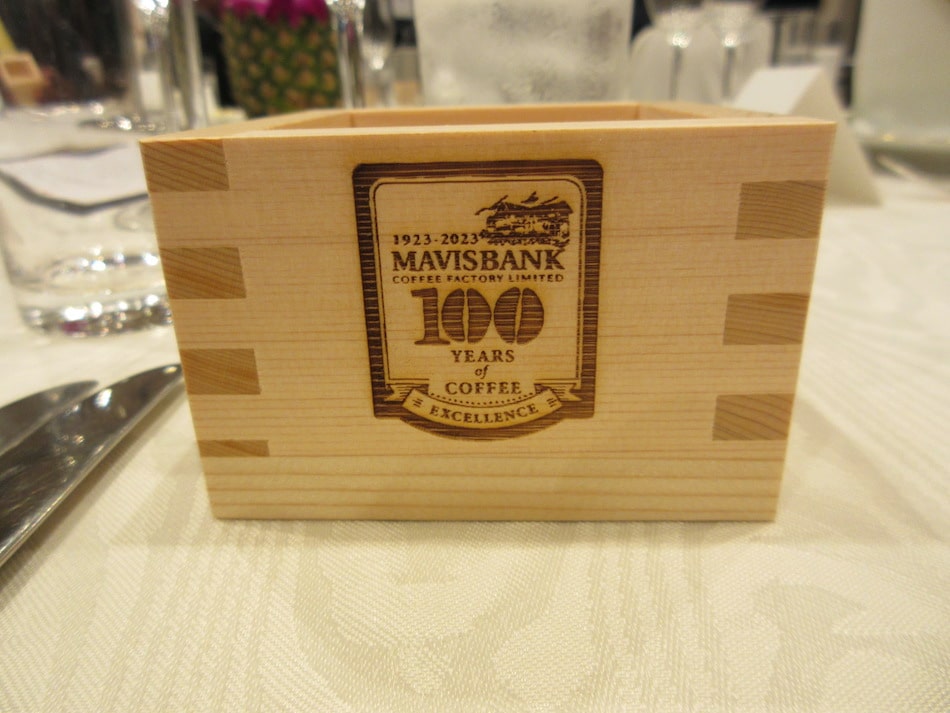 1923-2023
MAVISBANK
COFFEE FACTORY LIMITED
100
YEARS
of
COFFEE
EXCELLENCE